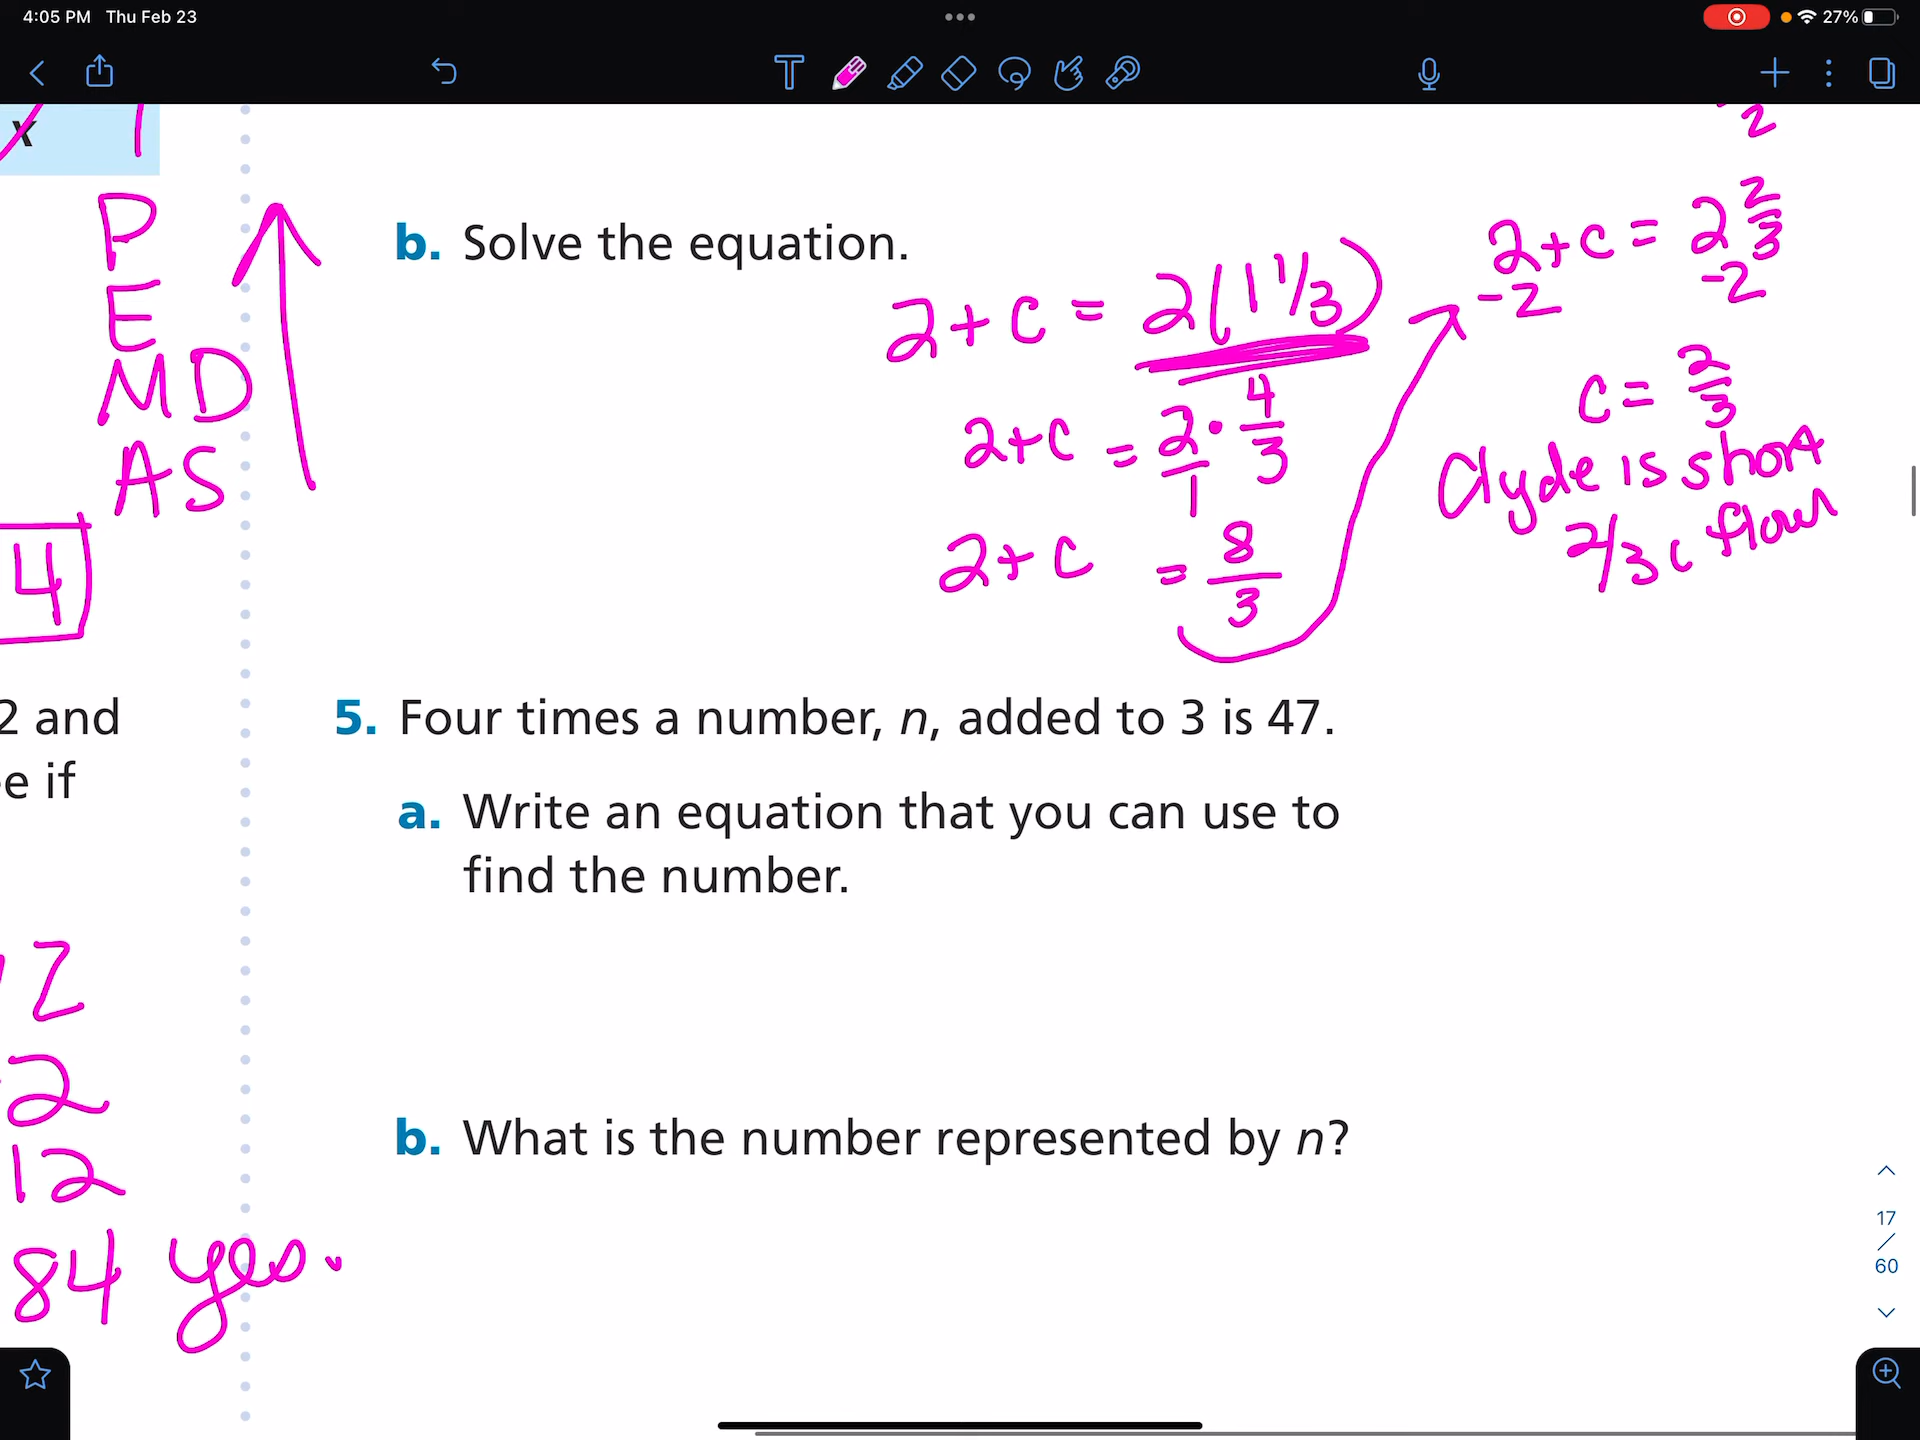 4:05 PM Thu Feb 23
27%
T
x 1
P
E
MD
AS
4
2 and
e if
Z
2
12
84 yes.
2
b. Solve the equation.
2+c = 2(1 1/3)
2+c = 2/1 · 4/3
2+c = 8/3
2+c = 2 2/3
-2 -2
c = 2/3
Clyde is short
2/3 c flour
5. Four times a number, n, added to 3 is 47.
a. Write an equation that you can use to
find the number.
b. What is the number represented by n?
17
/
60